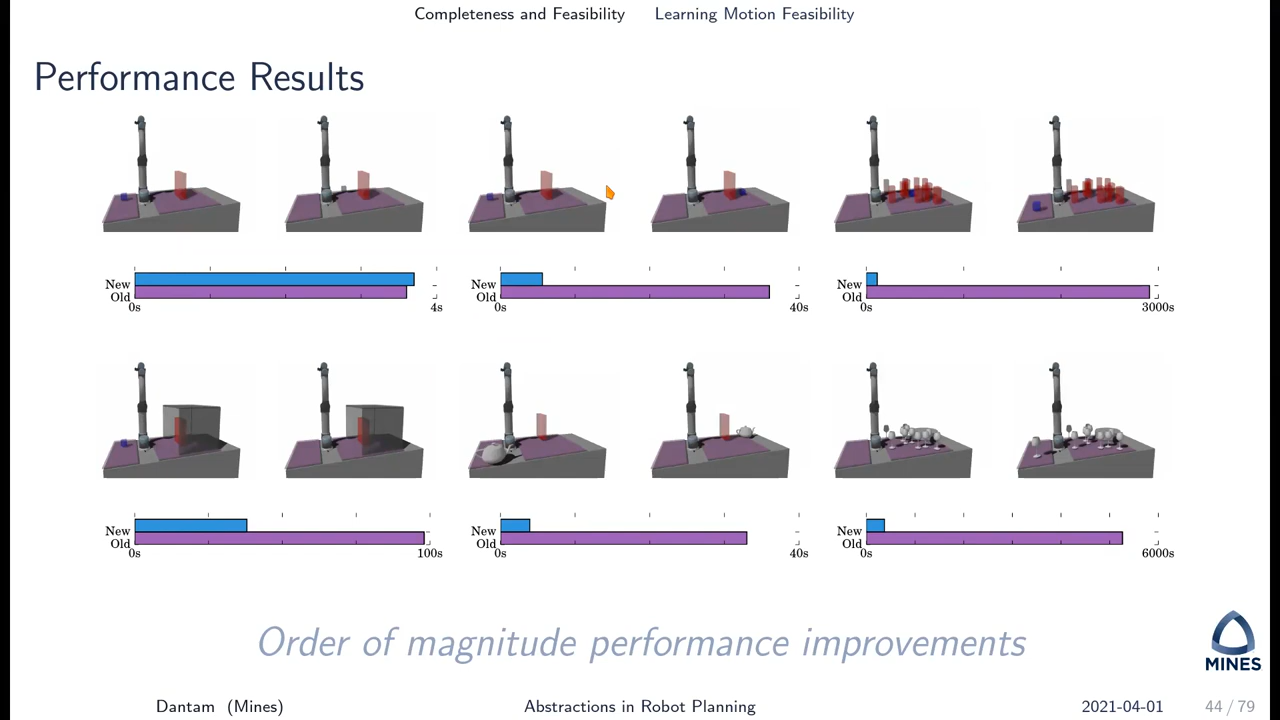 Completeness and Feasibility Learning Motion Feasibility
Performance Results
New
Old
0s 4s
New
Old
0s 40s
New
Old
0s 3000s
New
Old
0s 100s
New
Old
0s 40s
New
Old
0s 6000s
Order of magnitude performance improvements
MINES
Dantam (Mines) Abstractions in Robot Planning 2021-04-01 44 / 79